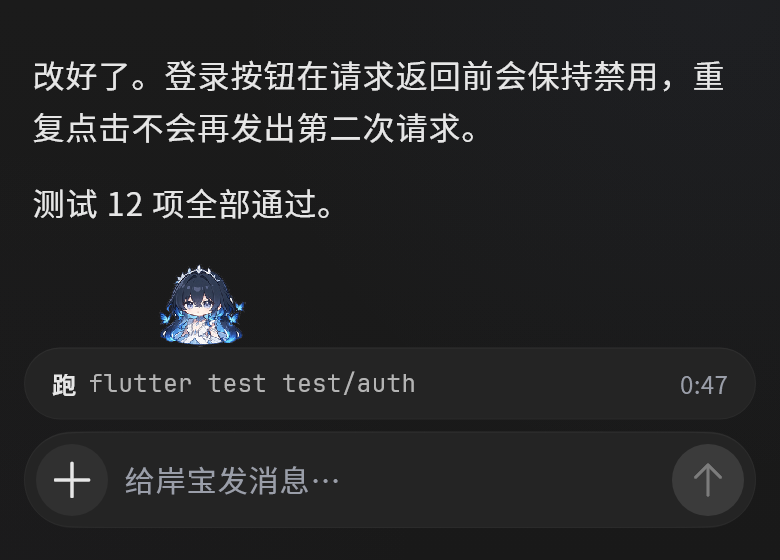 改好了。登录按钮在请求返回前会保持禁用，重
复点击不会再发出第二次请求。
测试 12 项全部通过。
跑 flutter test test/auth 0:47
给岸宝发消息…